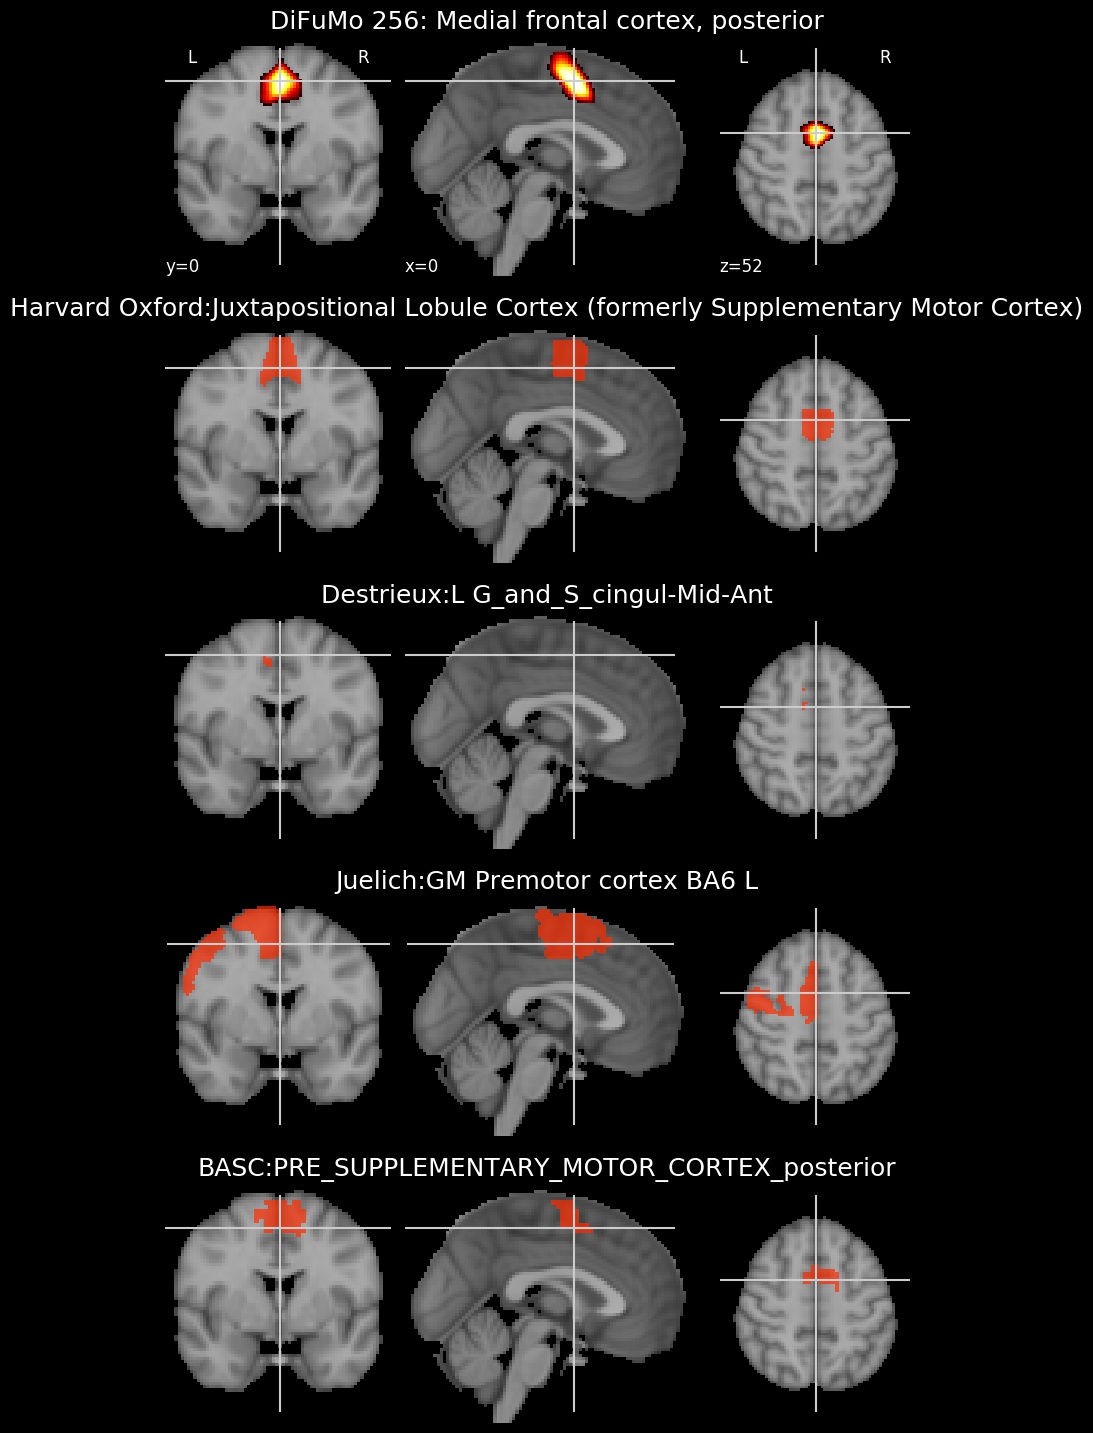 DiFuMo 256: Medial frontal cortex, posterior
L R L R
y=0 x=0 z=52
Harvard Oxford:Juxtapositional Lobule Cortex (formerly Supplementary Motor Cortex)
Destrieux:L G_and_S_cingul-Mid-Ant
Juelich:GM Premotor cortex BA6 L
BASC:PRE_SUPPLEMENTARY_MOTOR_CORTEX_posterior